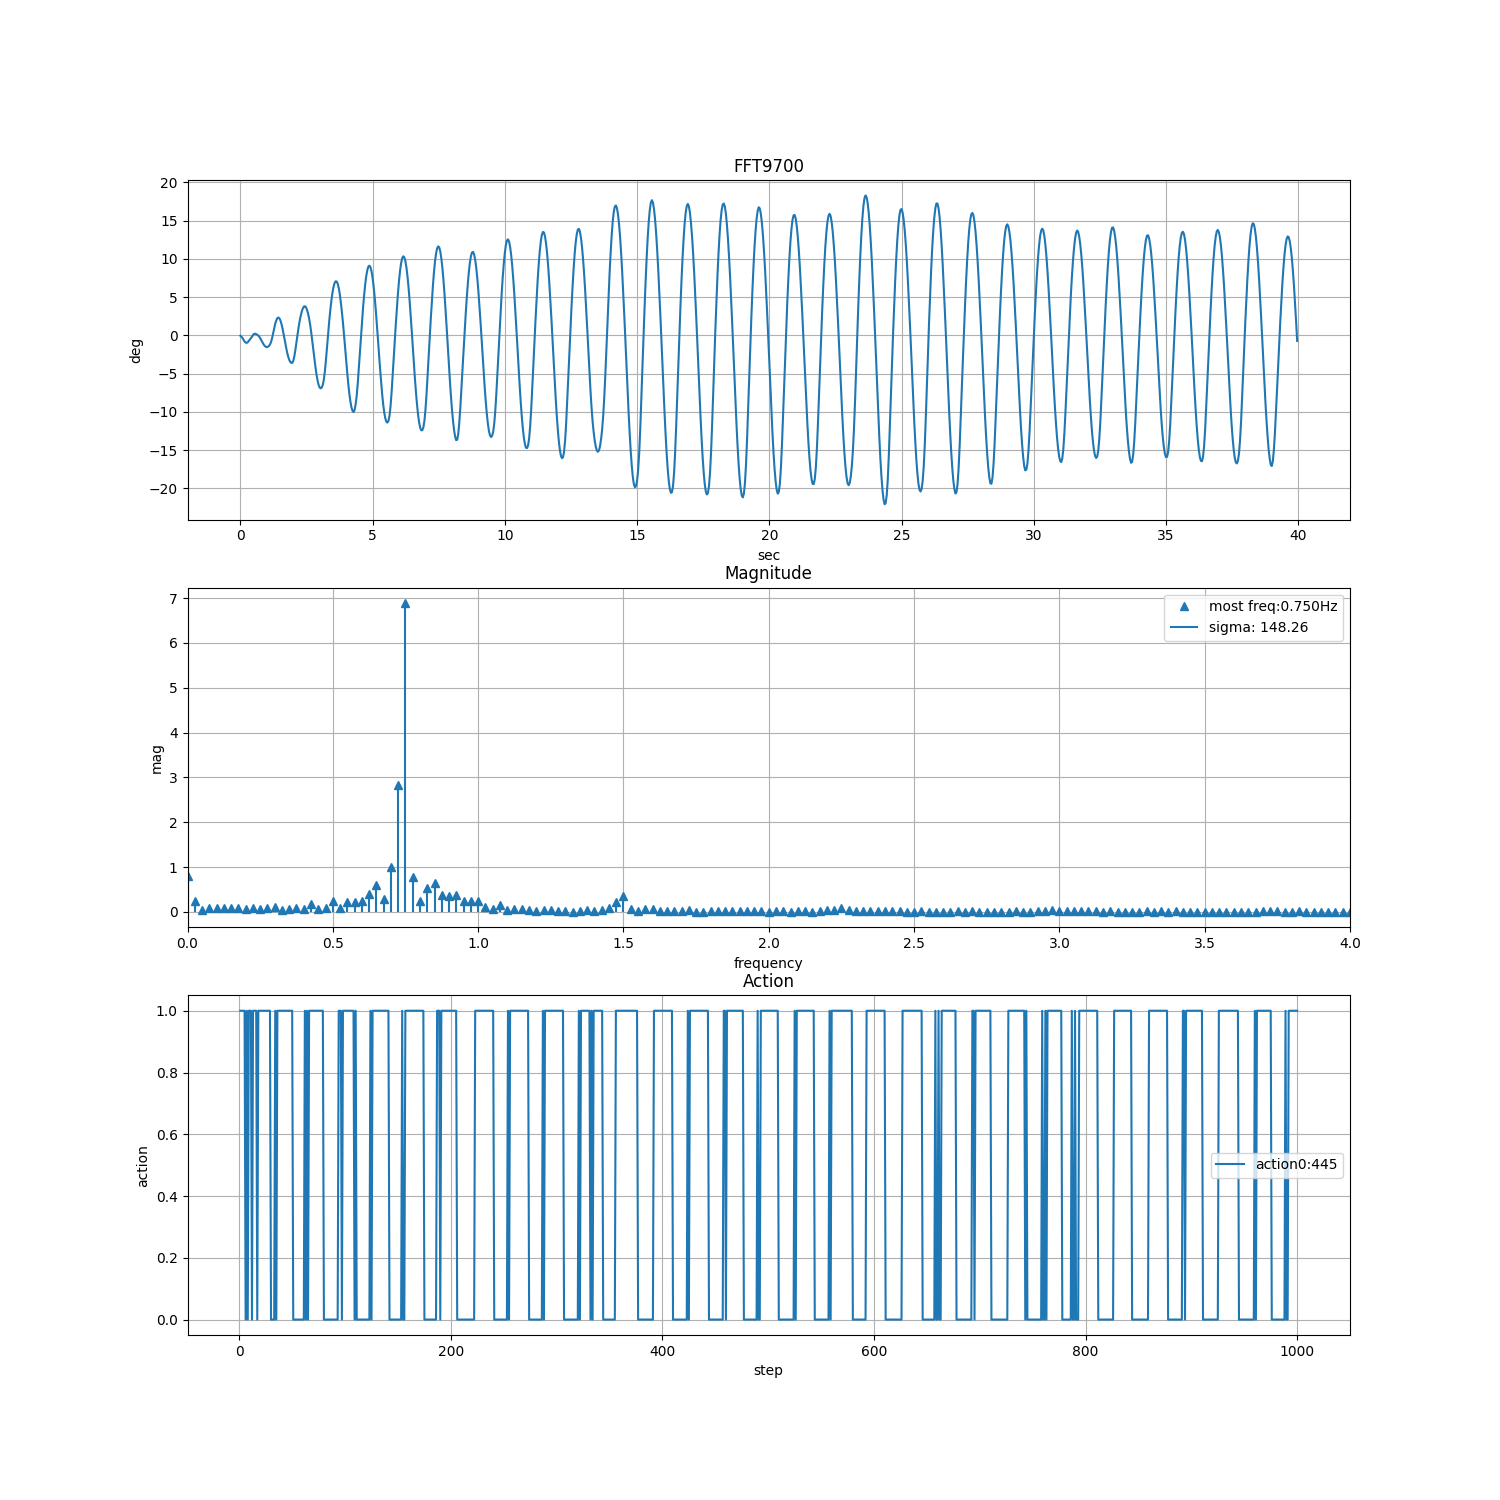 FFT9700
20
15
10
5
0
−5
−10
−15
−20
deg
0 5 10 15 20 25 30 35 40
sec
Magnitude
7
6
5
4
3
2
1
0
mag
most freq:0.750Hz
sigma: 148.26
0.0 0.5 1.0 1.5 2.0 2.5 3.0 3.5 4.0
frequency
Action
1.0
0.8
0.6
0.4
0.2
0.0
action
action0:445
0 200 400 600 800 1000
step